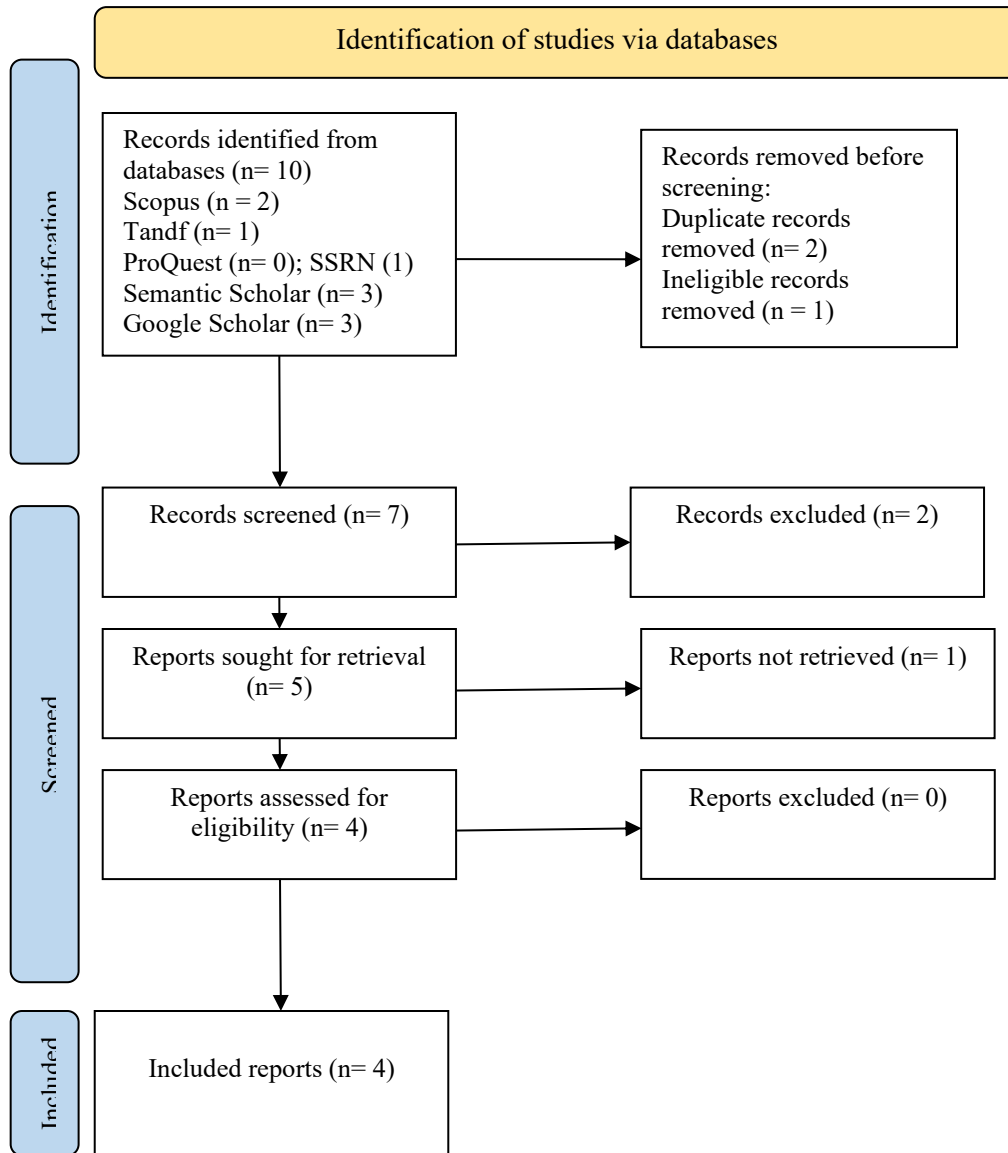 Identification of studies via databases
Identification
Records identified from
databases (n= 10)
Scopus (n = 2)
Tandf (n= 1)
ProQuest (n= 0); SSRN (1)
Semantic Scholar (n= 3)
Google Scholar (n= 3)
Records removed before
screening:
Duplicate records
removed (n= 2)
Ineligible records
removed (n = 1)
Screened
Records screened (n= 7)
Records excluded (n= 2)
Reports sought for retrieval
(n= 5)
Reports not retrieved (n= 1)
Reports assessed for
eligibility (n= 4)
Reports excluded (n= 0)
Included
Included reports (n= 4)